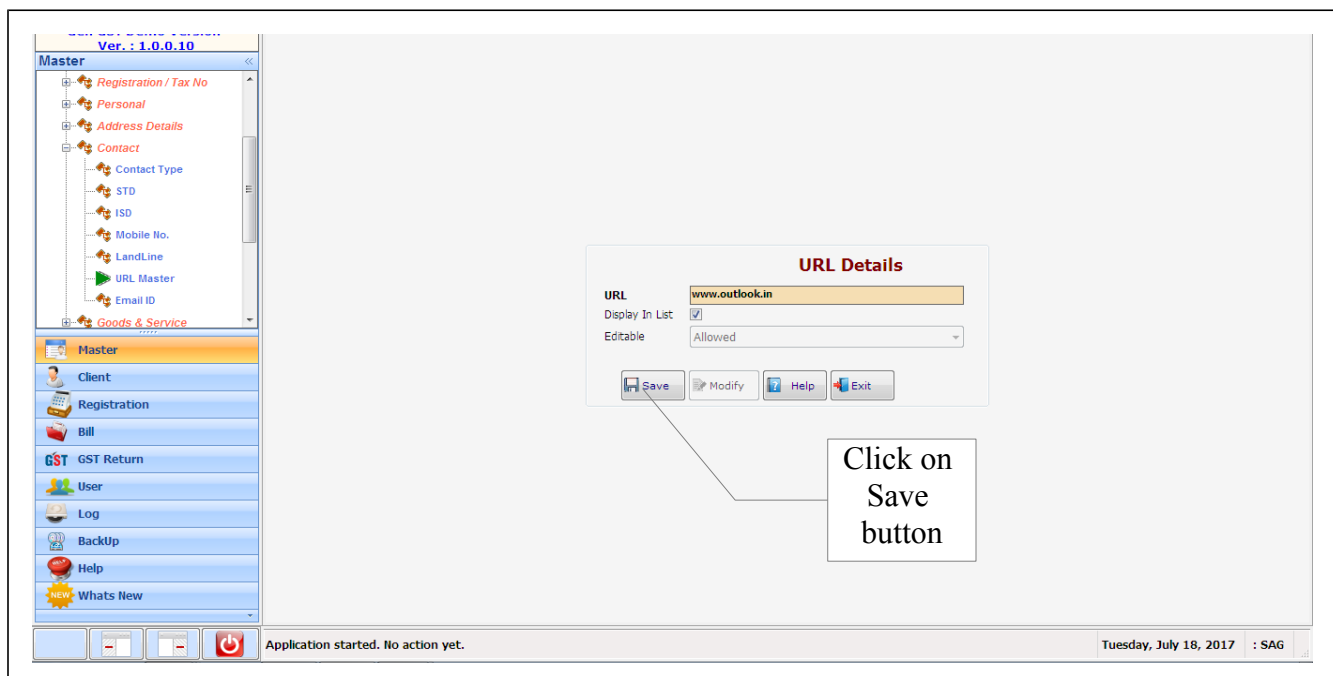 Ver. : 1.0.0.10
Master
Registration / Tax No
Personal
Address Details
Contact
Contact Type
STD
ISD
Mobile No.
LandLine
URL Master
Email ID
Goods & Service
Master
Client
Registration
Bill
GST GST Return
User
Log
BackUp
Help
NEW Whats New
URL Details
URL www.outlook.in
Display In List
Editable Allowed
Save Modify Help Exit
Click on
Save
button
Application started. No action yet. Tuesday, July 18, 2017 : SAG